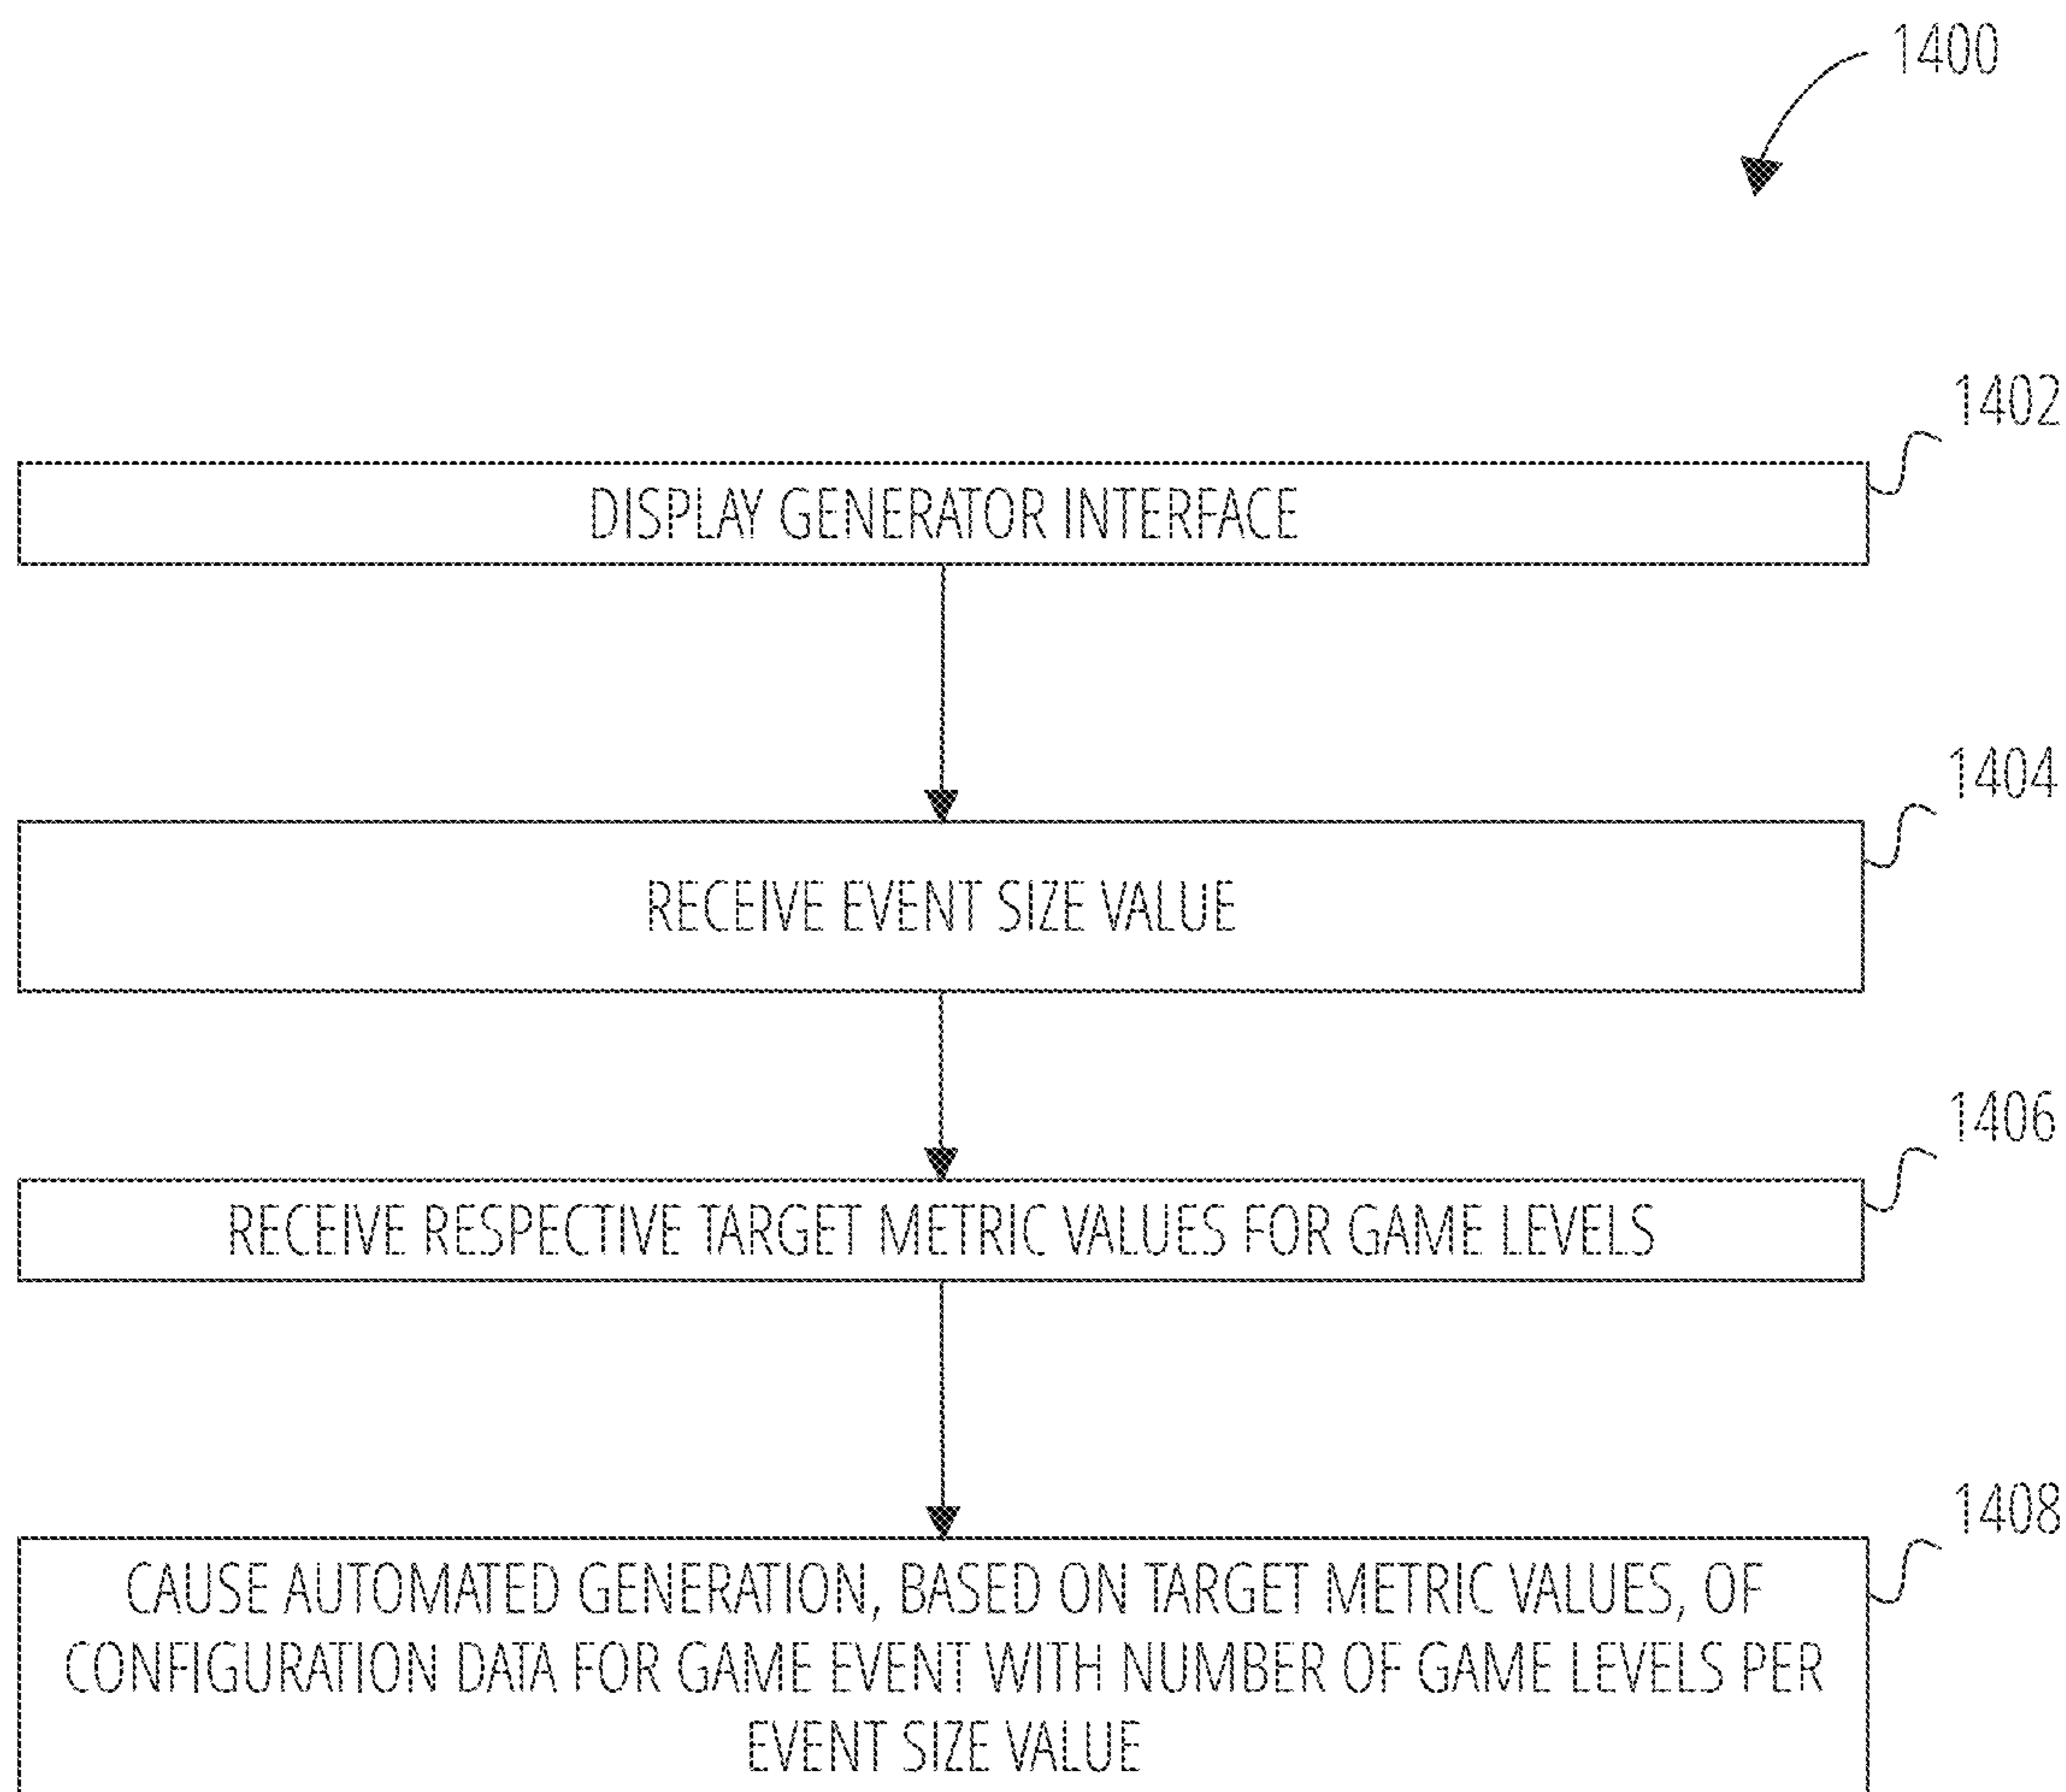 1400
1402
DISPLAY GENERATOR INTERFACE
1404
RECEIVE EVENT SIZE VALUE
1406
RECEIVE RESPECTIVE TARGET METRIC VALUES FOR GAME LEVELS
1408
CAUSE AUTOMATED GENERATION, BASED ON TARGET METRIC VALUES, OF
CONFIGURATION DATA FOR GAME EVENT WITH NUMBER OF GAME LEVELS PER
EVENT SIZE VALUE